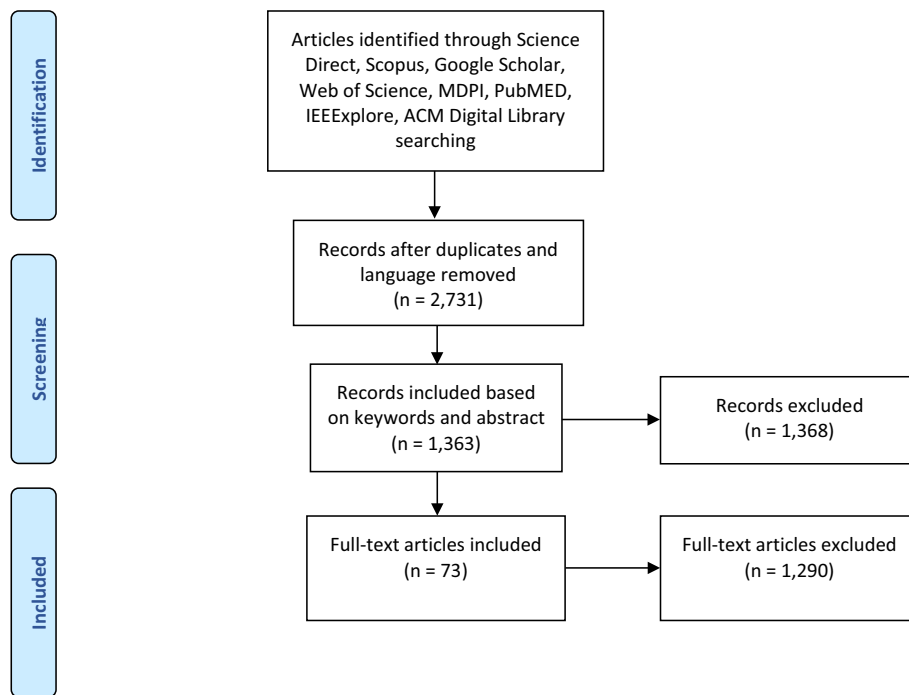 Identification
Articles identified through Science
Direct, Scopus, Google Scholar,
Web of Science, MDPI, PubMED,
IEEExplore, ACM Digital Library
searching
Screening
Records after duplicates and
language removed
(n = 2,731)
Records included based
on keywords and abstract
(n = 1,363)
Records excluded
(n = 1,368)
Included
Full-text articles included
(n = 73)
Full-text articles excluded
(n = 1,290)